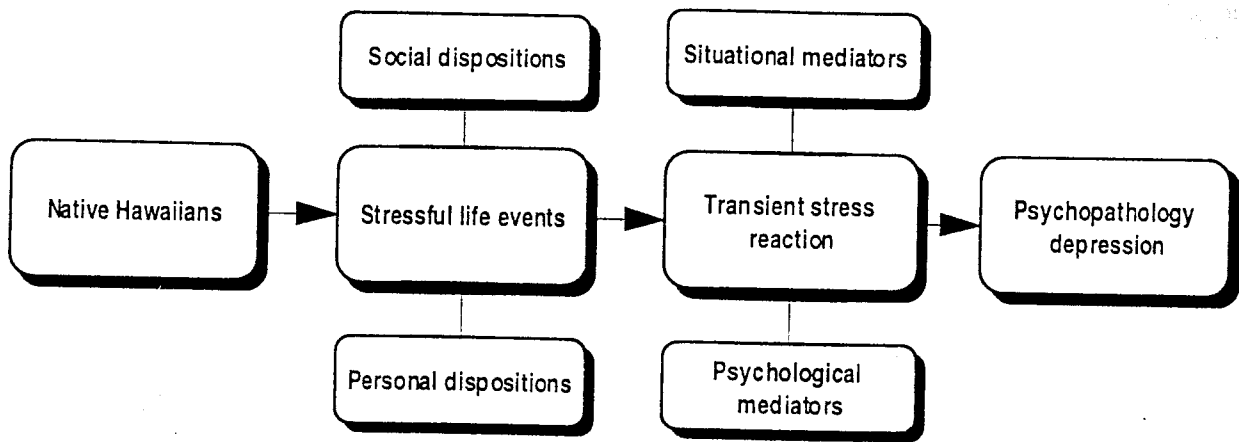 Social dispositions
Situational mediators
Native Hawaiians
Stressful life events
Transient stress
reaction
Psychopathology
depression
Personal dispositions
Psychological
mediators